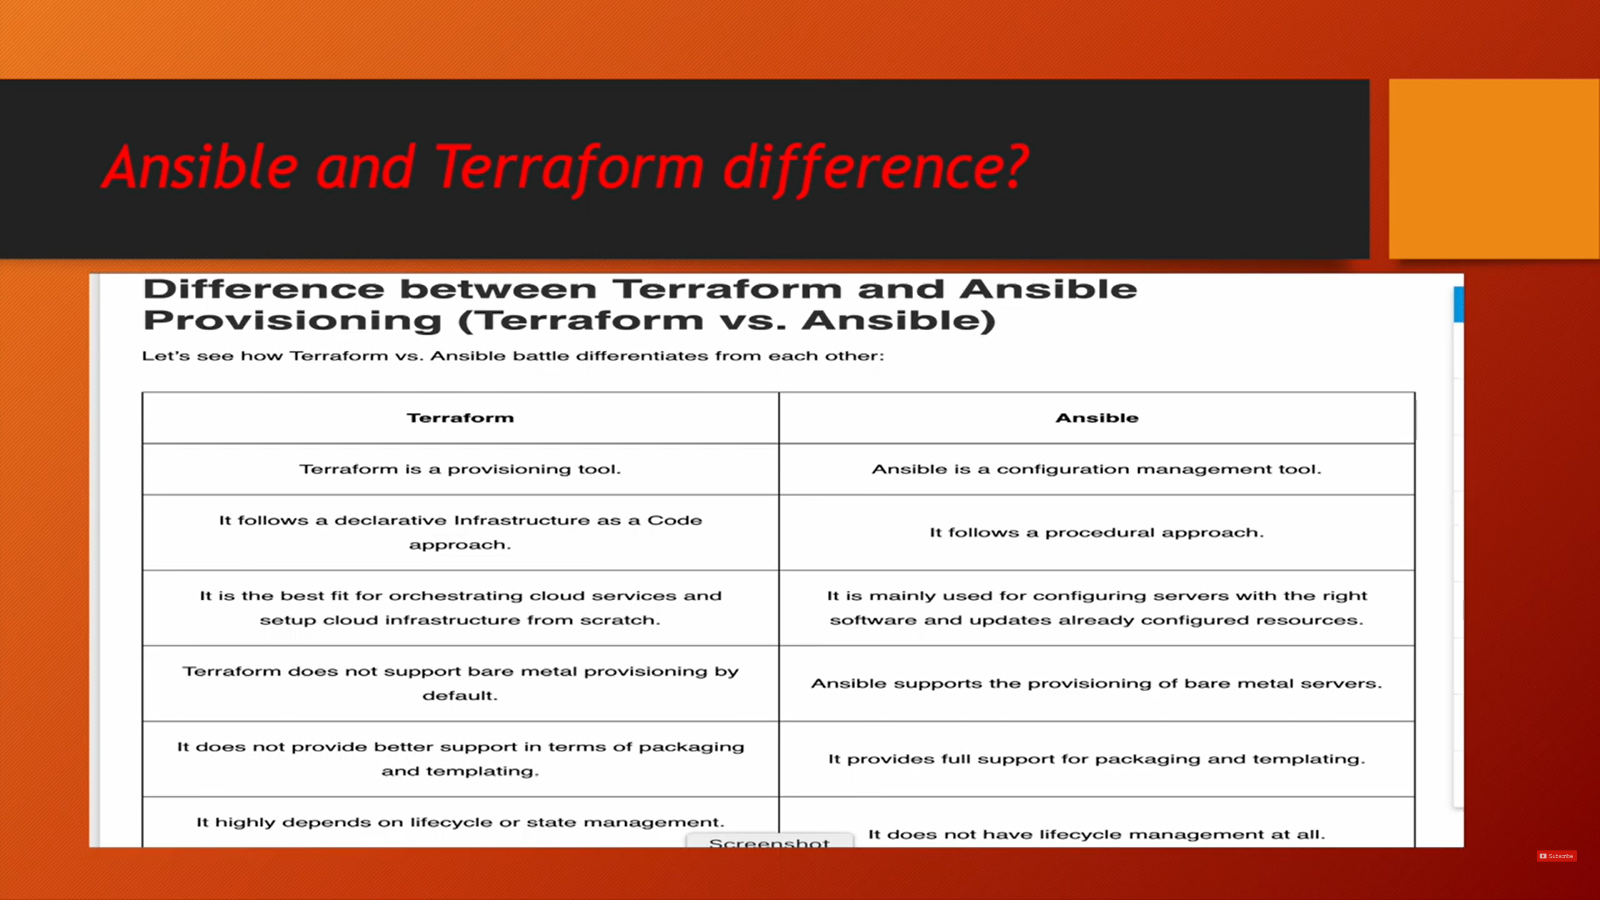 Ansible and Terraform difference?
Difference between Terraform and Ansible
Provisioning (Terraform vs. Ansible)
Let's see how Terraform vs. Ansible battle differentiates from each other:
Terraform
Ansible
Terraform is a provisioning tool.
Ansible is a configuration management tool.
It follows a declarative Infrastructure as a Code
approach.
It follows a procedural approach.
It is the best fit for orchestrating cloud services and
setup cloud infrastructure from scratch.
It is mainly used for configuring servers with the right
software and updates already configured resources.
Terraform does not support bare metal provisioning by
default.
Ansible supports the provisioning of bare metal servers.
It does not provide better support in terms of packaging
and templating.
It provides full support for packaging and templating.
It highly depends on lifecycle or state management.
It does not have lifecycle management at all.
Screenshot
Subscribe